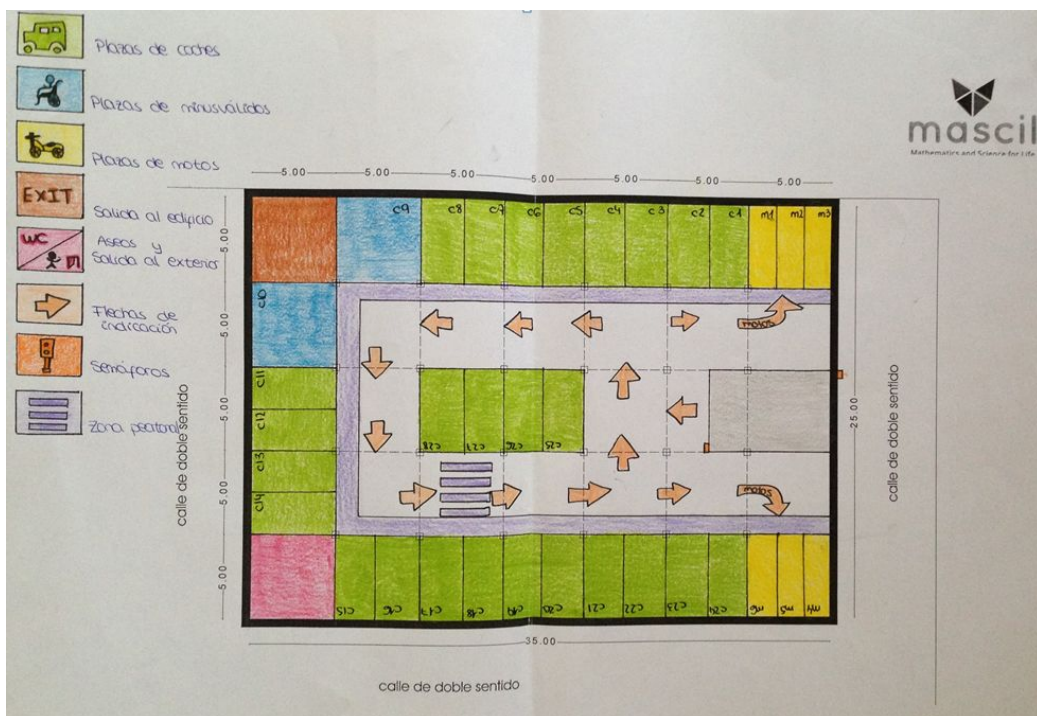 Plazas de coches
Plazas de minusválidos
Plazas de motos
EXIT
Salida al edificio
WC
Aseos y
Salida al exterior
Flechas de
indicación
Semáforos
Zona peatonal
mascil
Mathematics and Science for Life
5.00 5.00 5.00 5.00 5.00 5.00 5.00
c9 c8 c7 c6 c5 c4 c3 c2 c1 m1 m2 m3
5.00
c10
5.00
motos
c11
5.00
c12
c28 c27 c26 c25
c13
5.00
c14
motos
5.00
c15 c16 c17 c18 c19 c20 c21 c22 c23 c24 m6 m5 m4
35.00
25.00
calle de doble sentido
calle de doble sentido
calle de doble sentido